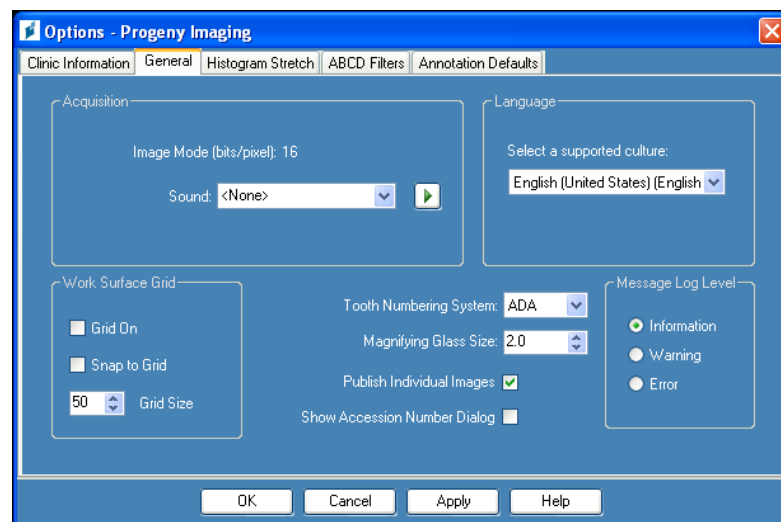 Options - Progeny Imaging
Clinic Information General Histogram Stretch ABCD Filters Annotation Defaults
Acquisition
Image Mode (bits/pixel): 16
Sound: <None>
Language
Select a supported culture:
English (United States) (English
Work Surface Grid
Grid On
Snap to Grid
50 Grid Size
Tooth Numbering System: ADA
Magnifying Glass Size: 2.0
Publish Individual Images
Show Accession Number Dialog
Message Log Level
Information
Warning
Error
OK Cancel Apply Help